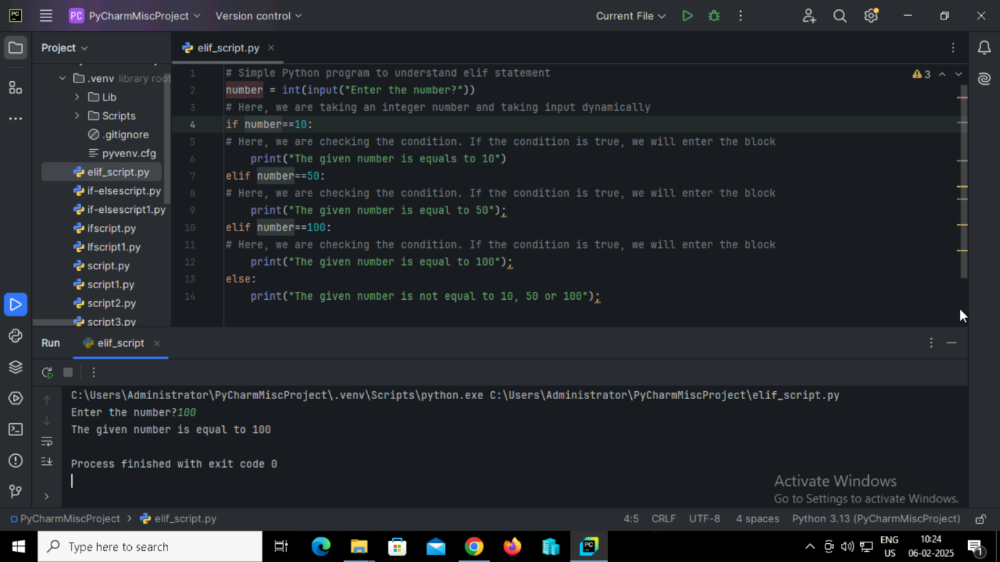 PC PyCharmMiscProject Version control Current File
Project elif_script.py
.venv library root
Lib
Scripts
.gitignore
pyvenv.cfg
elif_script.py
if-elsescript.py
if-elsescript1.py
ifscript.py
Ifscript1.py
script.py
script1.py
script2.py
script3.py
3
1 # Simple Python program to understand elif statement
2 number = int(input("Enter the number?"))
3 # Here, we are taking an integer number and taking input dynamically
4 if number==10:
5 # Here, we are checking the condition. If the condition is true, we will enter the block
6 print("The given number is equals to 10")
7 elif number==50:
8 # Here, we are checking the condition. If the condition is true, we will enter the block
9 print("The given number is equal to 50");
10 elif number==100:
11 # Here, we are checking the condition. If the condition is true, we will enter the block
12 print("The given number is equal to 100");
13 else:
14 print("The given number is not equal to 10, 50 or 100");
Run elif_script
C:\Users\Administrator\PyCharmMiscProject\.venv\Scripts\python.exe C:\Users\Administrator\PyCharmMiscProject\elif_script.py
Enter the number?100
The given number is equal to 100
Process finished with exit code 0
Activate Windows
Go to Settings to activate Windows.
PyCharmMiscProject > elif_script.py 4:5 CRLF UTF-8 4 spaces Python 3.13 (PyCharmMiscProject)
Type here to search
PC
ENG
US
10:24
06-02-2025
1